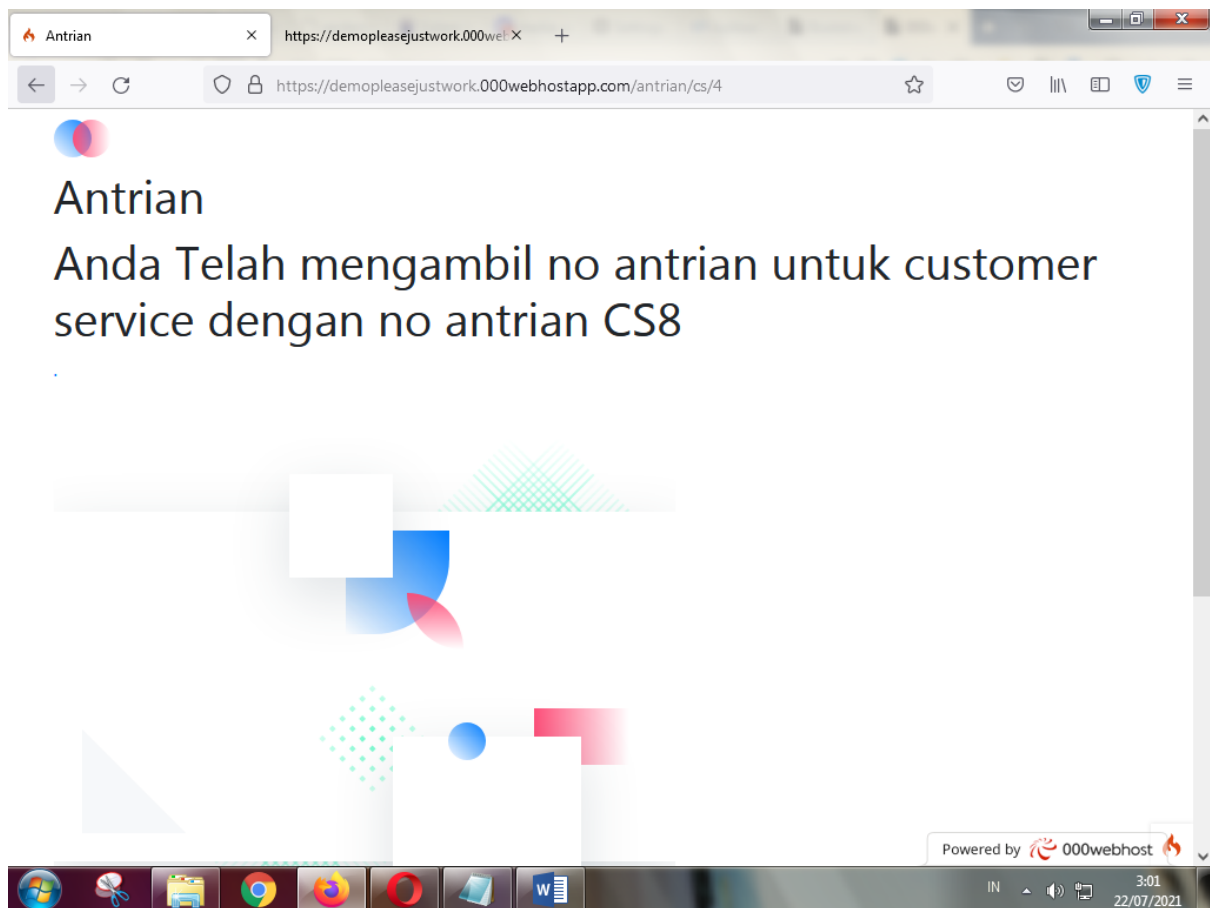 Antrian
https://demopleasejustwork.000web
https://demopleasejustwork.000webhostapp.com/antrian/cs/4
Antrian
Anda Telah mengambil no antrian untuk customer
service dengan no antrian CS8
.
Powered by 000webhost
IN
3:01
22/07/2021